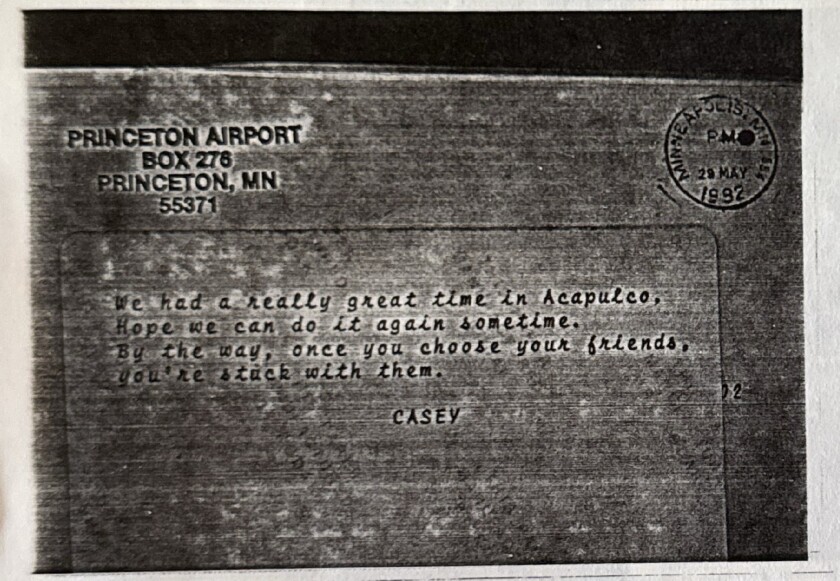 PRINCETON AIRPORT
BOX 276
PRINCETON, MN
55371
MINNEAPOLIS, MN
PM
29 MAY
1992
We had a really great time in Acapulco,
Hope we can do it again sometime.
By the way, once you choose your friends,
you're stuck with them.
CASEY